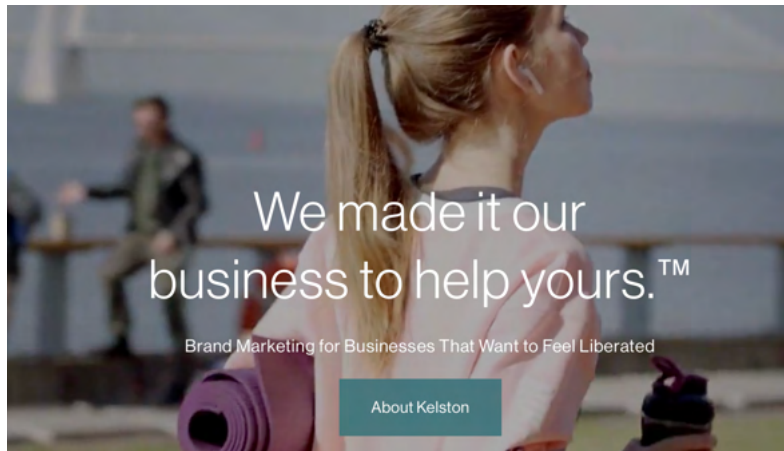 We made it our
business to help yours.™
Brand Marketing for Businesses That Want to Feel Liberated
About Kelston